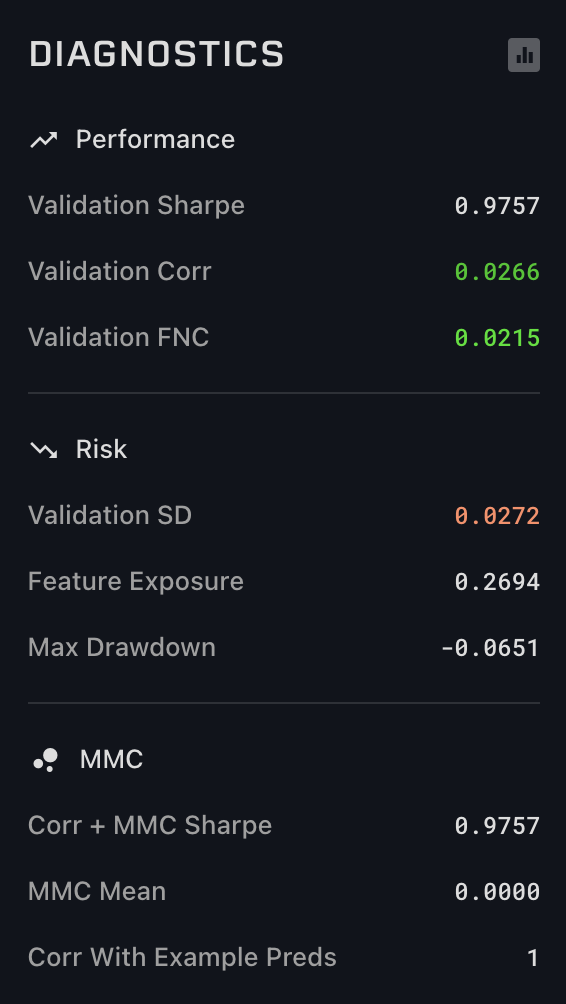 DIAGNOSTICS
Performance
Validation Sharpe 0.9757
Validation Corr 0.0266
Validation FNC 0.0215
Risk
Validation SD 0.0272
Feature Exposure 0.2694
Max Drawdown -0.0651
MMC
Corr + MMC Sharpe 0.9757
MMC Mean 0.0000
Corr With Example Preds 1